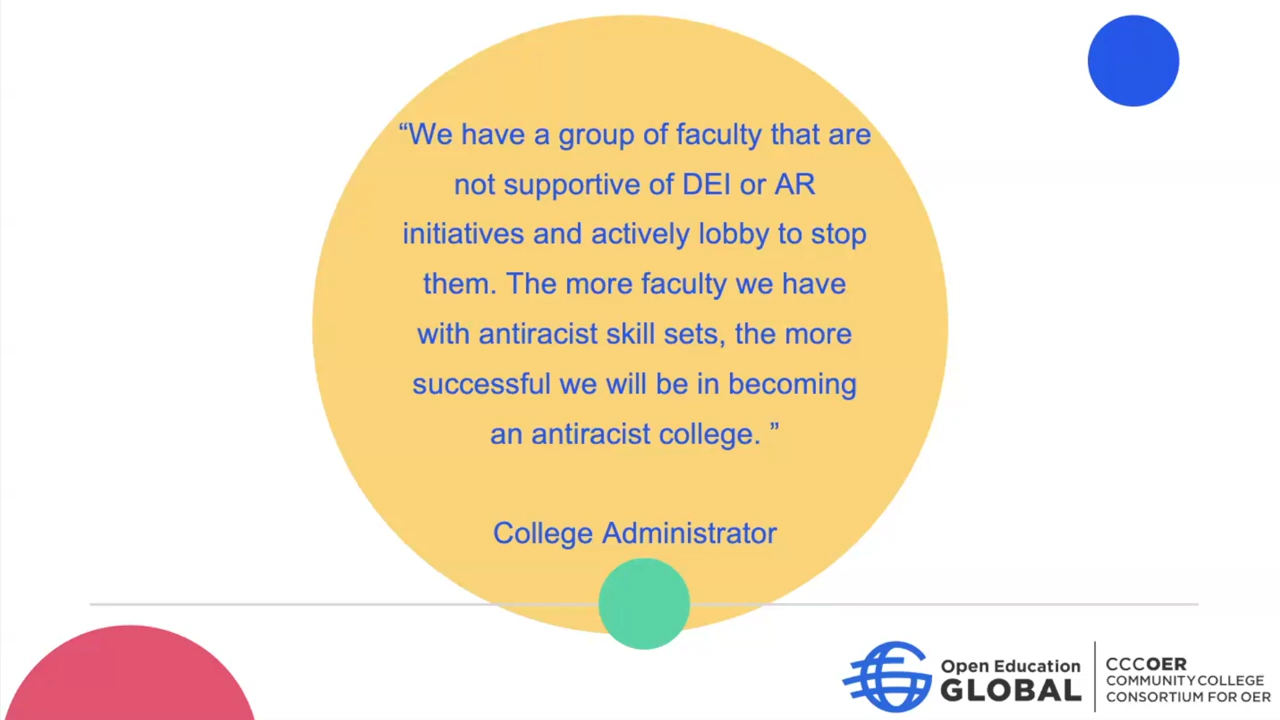 “We have a group of faculty that are
not supportive of DEI or AR
initiatives and actively lobby to stop
them. The more faculty we have
with antiracist skill sets, the more
successful we will be in becoming
an antiracist college. ”
College Administrator
Open Education
GLOBAL
CCCOER
COMMUNITY COLLEGE
CONSORTIUM FOR OER